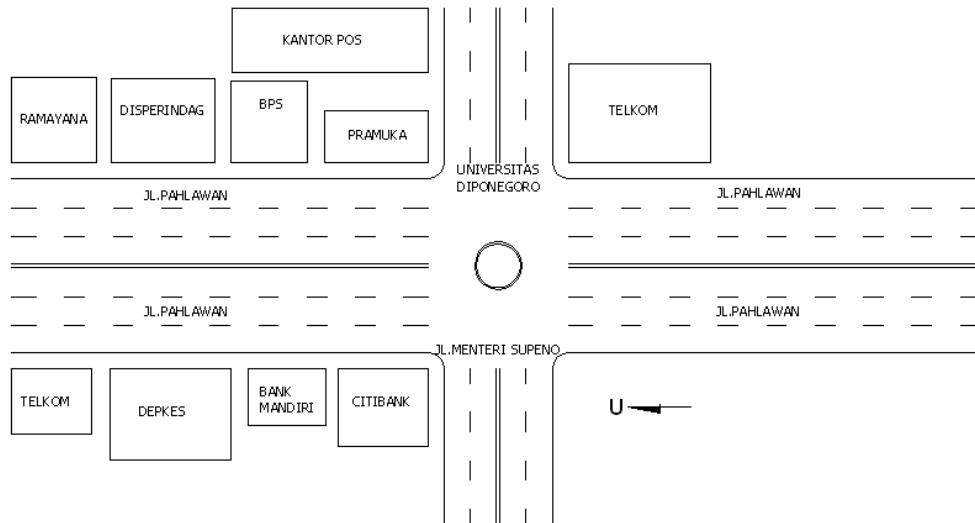 KANTOR POS
RAMAYANA
DISPERINDAG
BPS
PRAMUKA
TELKOM
UNIVERSITAS
DIPONEGORO
JL.PAHLAWAN
JL.PAHLAWAN
JL.PAHLAWAN
JL.PAHLAWAN
JL.MENTERI SUPENO
TELKOM
DEPKES
BANK
MANDIRI
CITIBANK
U